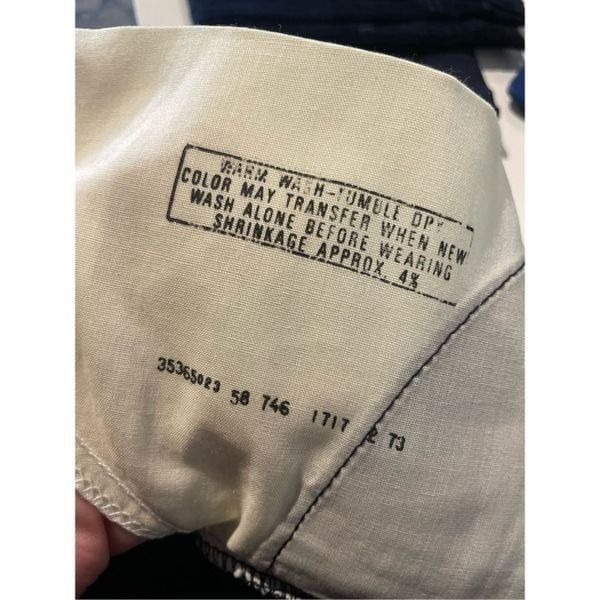 WARM WASH-TUMBLE DRY
COLOR MAY TRANSFER WHEN NEW
WASH ALONE BEFORE WEARING
SHRINKAGE APPROX. 4%
35365023 58 746 1717 2 73